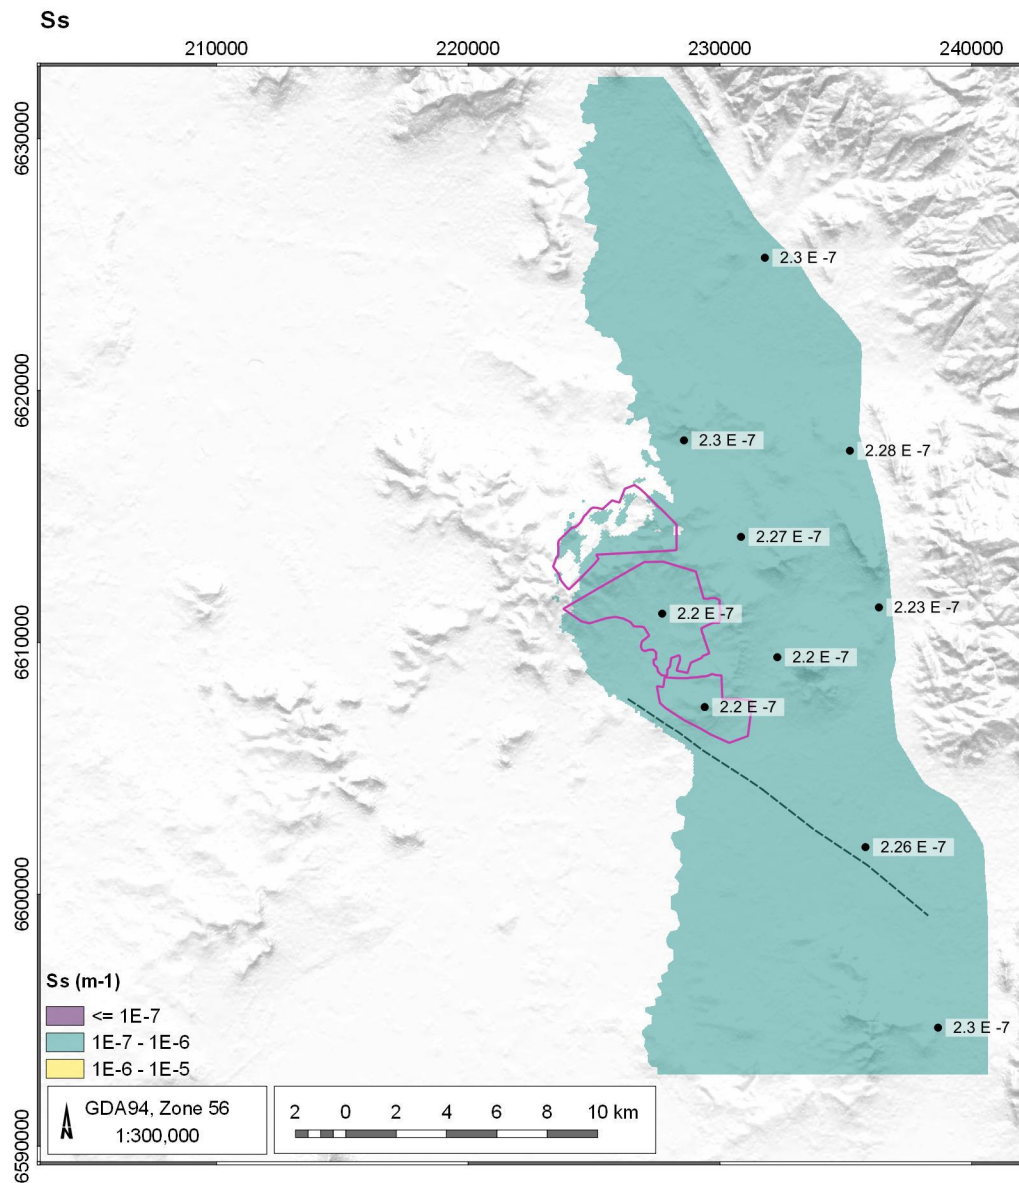 Ss
210000 220000 230000 240000
6630000
6620000
6610000
6600000
6590000
2.3 E -7
2.3 E -7
2.28 E -7
2.27 E -7
2.23 E -7
2.2 E -7
2.2 E -7
2.2 E -7
2.26 E -7
2.3 E -7
Ss (m-1)
<= 1E-7
1E-7 - 1E-6
1E-6 - 1E-5
N
GDA94, Zone 56
1:300,000
2 0 2 4 6 8 10 km